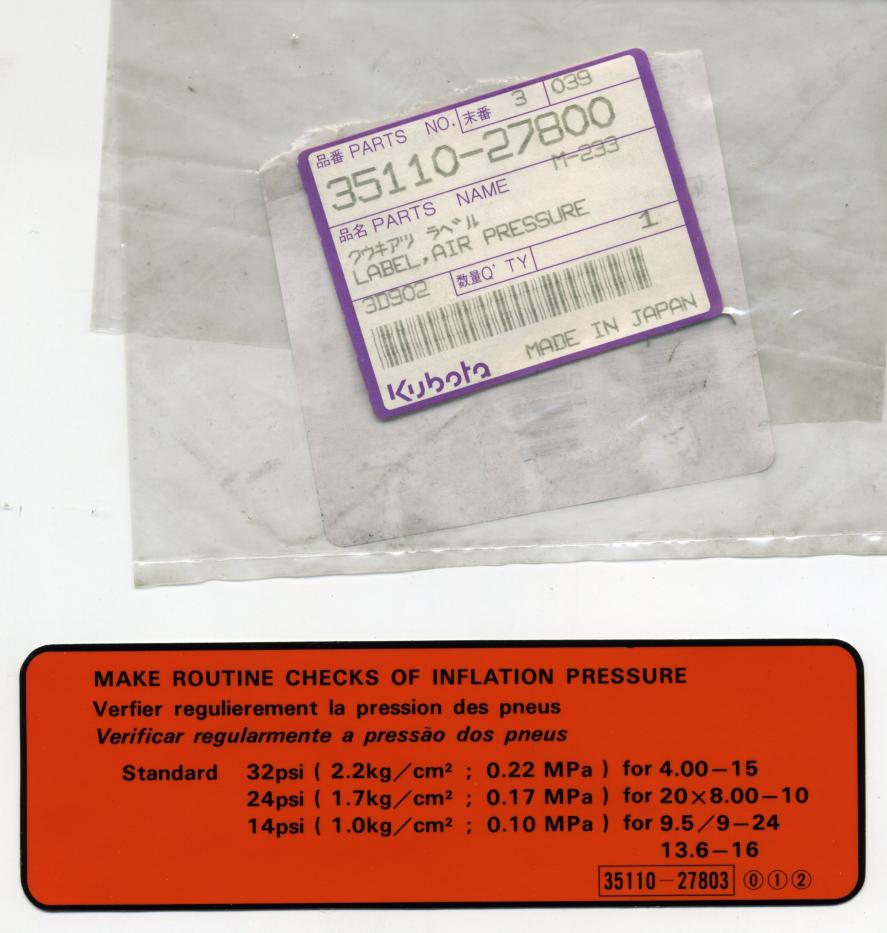 品番 PARTS NO. 末番 3 039
35110-27800
M-233
品名 PARTS NAME
クウキアツ ラベル
LABEL,AIR PRESSURE 1
3D902 数量Q'TY
MADE IN JAPAN
Kubota
MAKE ROUTINE CHECKS OF INFLATION PRESSURE
Verfier regulierement la pression des pneus
Verificar regularmente a pressão dos pneus
Standard 32psi ( 2.2kg/cm² ; 0.22 MPa ) for 4.00-15
24psi ( 1.7kg/cm² ; 0.17 MPa ) for 20×8.00-10
14psi ( 1.0kg/cm² ; 0.10 MPa ) for 9.5/9-24
13.6-16
35110-27803 ⓪①②